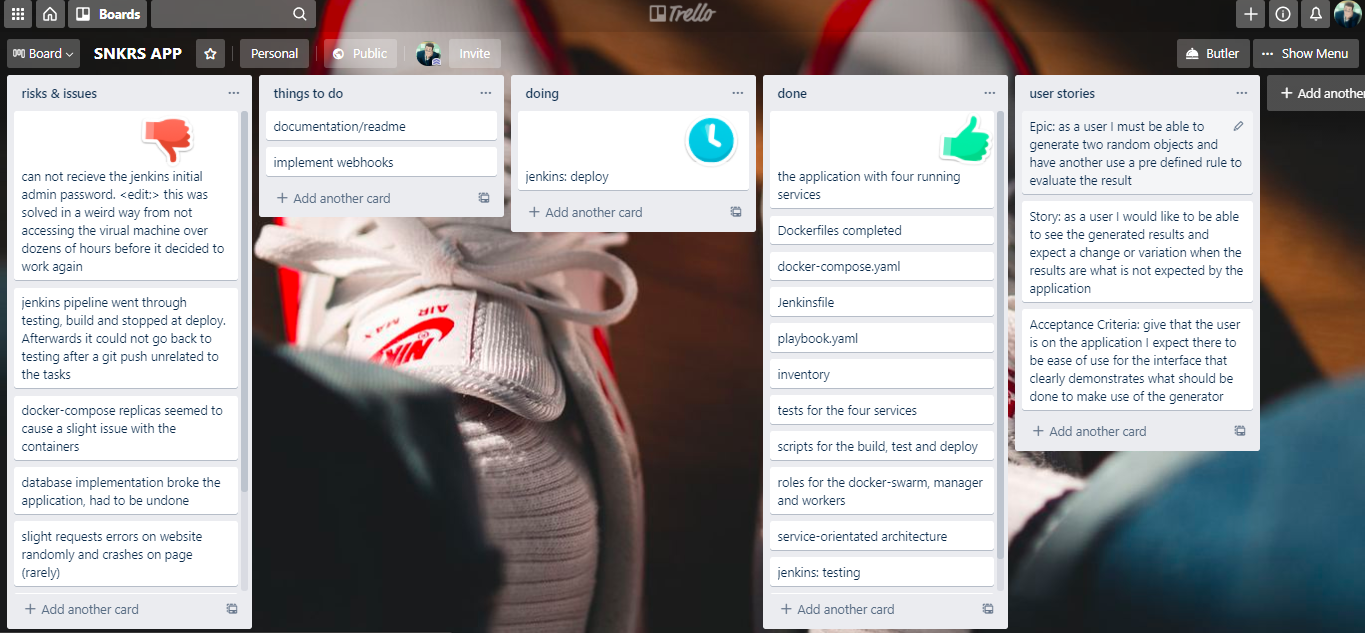 Boards
Trello
Board
SNKRS APP
Personal
Public
Invite
Butler
··· Show Menu
risks & issues
can not recieve the jenkins initial
admin password. <edit:> this was
solved in a weird way from not
accessing the virual machine over
dozens of hours before it decided to
work again
jenkins pipeline went through
testing, build and stopped at deploy.
Afterwards it could not go back to
testing after a git push unrelated to
the tasks
docker-compose replicas seemed to
cause a slight issue with the
containers
database implementation broke the
application, had to be undone
slight requests errors on website
randomly and crashes on page
(rarely)
+ Add another card
things to do
documentation/readme
implement webhooks
+ Add another card
doing
jenkins: deploy
+ Add another card
done
the application with four running
services
Dockerfiles completed
docker-compose.yaml
Jenkinsfile
playbook.yaml
inventory
tests for the four services
scripts for the build, test and deploy
roles for the docker-swarm, manager
and workers
service-orientated architecture
jenkins: testing
+ Add another card
user stories
Epic: as a user I must be able to
generate two random objects and
have another use a pre defined rule to
evaluate the result
Story: as a user I would like to be able
to see the generated results and
expect a change or variation when the
results are what is not expected by the
application
Acceptance Criteria: give that the user
is on the application I expect there to
be ease of use for the interface that
clearly demonstrates what should be
done to make use of the generator
+ Add another card
+ Add another
AIR MAX
NIKE